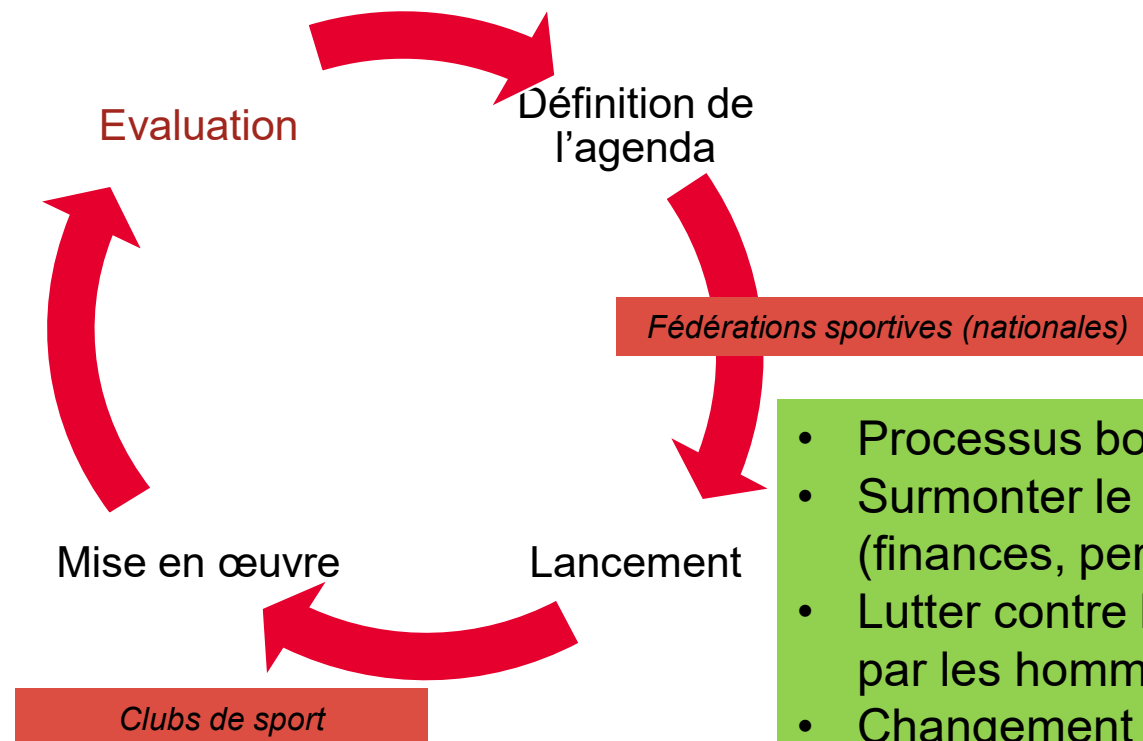 Evaluation
Définition de
l’agenda
Fédérations sportives (nationales)
• Processus
• Surmonter le
(finances,
• Lutter contre
par les
• Changement
Mise en œuvre
Lancement
Clubs de sport